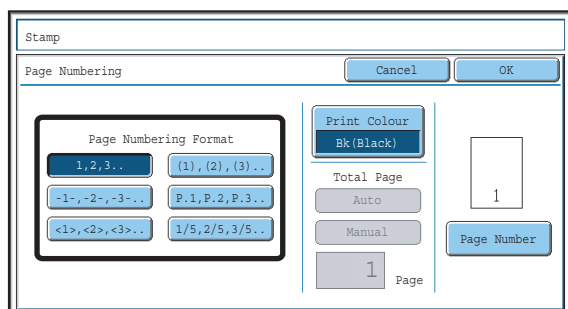 Stamp
Page Numbering
Cancel
OK
Page Numbering Format
1,2,3..
(1),(2),(3)..
-1-,-2-,-3-..
P.1,P.2,P.3..
<1>,<2>,<3>..
1/5,2/5,3/5..
Print Colour
Bk(Black)
Total Page
Auto
Manual
1
Page
1
Page Number